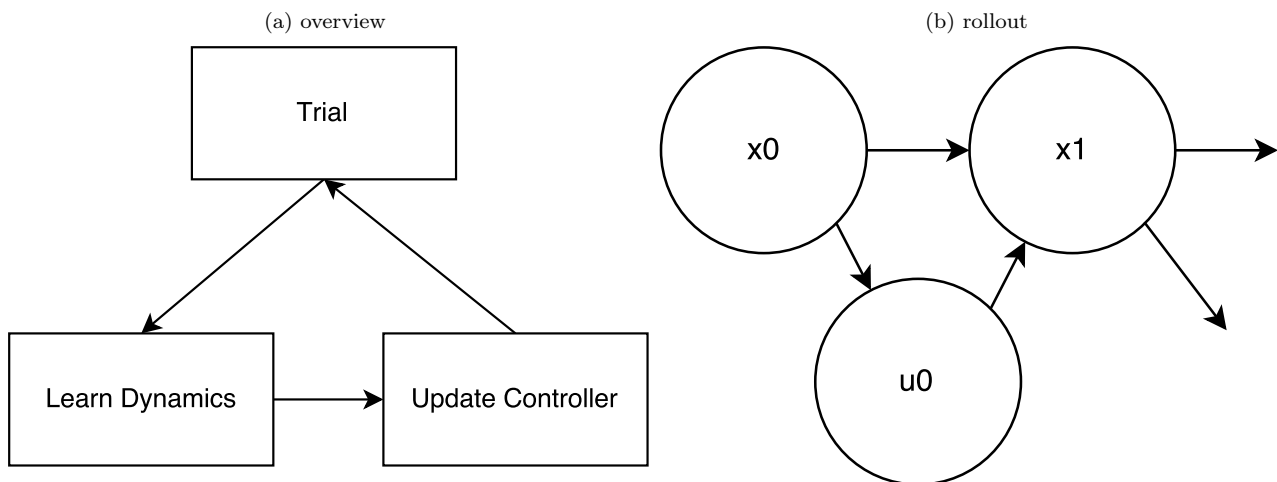 (a) overview
Trial
Learn Dynamics
Update Controller
(b) rollout
x0
x1
u0